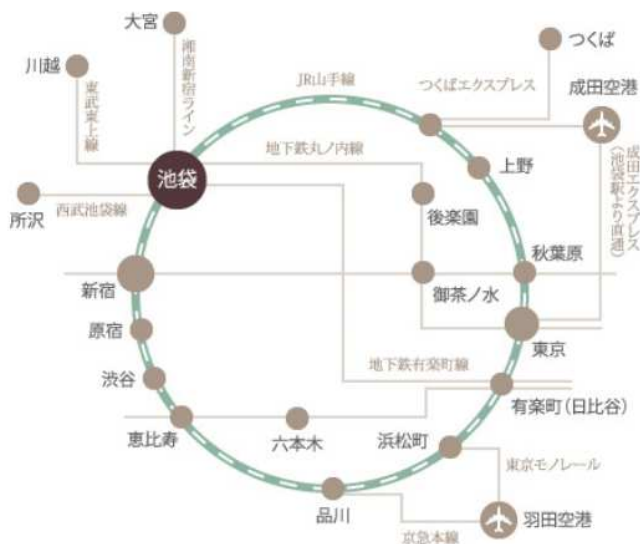 大宮
つくば
川越
湘南新宿ライン
JR山手線
つくばエクスプレス
成田空港
東武東上線
地下鉄丸ノ内線
上野
成田エクスプレス
(池袋駅より直通)
池袋
後楽園
所沢
西武池袋線
秋葉原
新宿
御茶ノ水
原宿
東京
渋谷
地下鉄有楽町線
有楽町(日比谷)
恵比寿
六本木
浜松町
東京モノレール
品川
京急本線
羽田空港